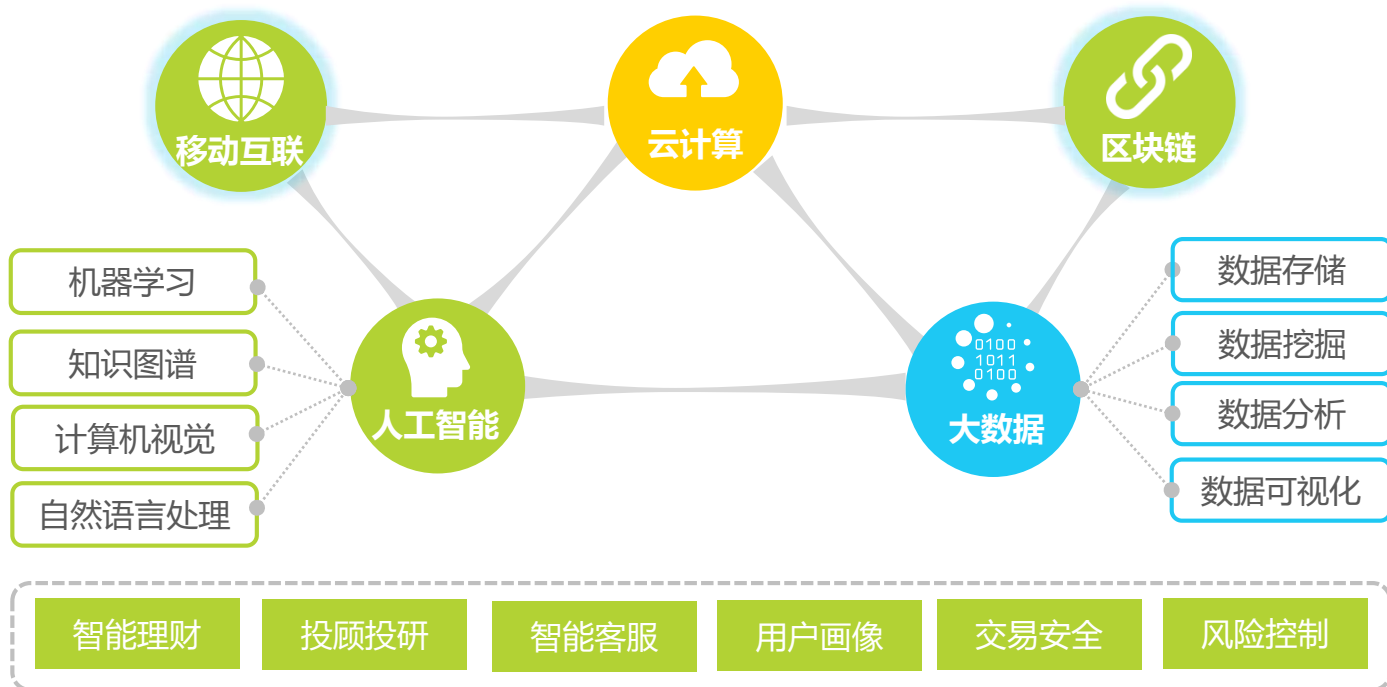 移动互联
云计算
区块链
机器学习
知识图谱
计算机视觉
自然语言处理
人工智能
0100
1011
0100
大数据
数据存储
数据挖掘
数据分析
数据可视化
智能理财
投顾投研
智能客服
用户画像
交易安全
风险控制